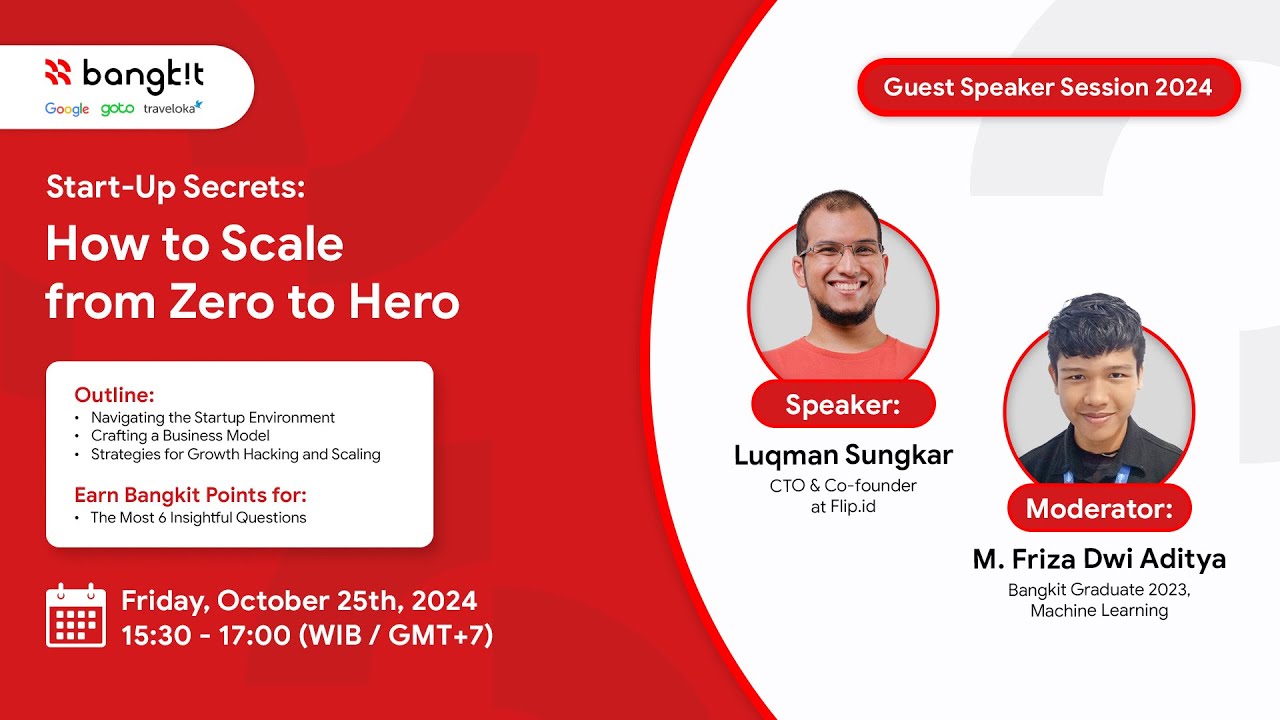 bangk!t
Google goto traveloka
Start-Up Secrets:
How to Scale
from Zero to Hero
Outline:
• Navigating the Startup Environment
• Crafting a Business Model
• Strategies for Growth Hacking and Scaling
Earn Bangkit Points for:
• The Most 6 Insightful Questions
Friday, October 25th, 2024
15:30 - 17:00 (WIB / GMT+7)
Guest Speaker Session 2024
Speaker:
Luqman Sungkar
CTO & Co-founder
at Flip.id
Moderator:
M. Friza Dwi Aditya
Bangkit Graduate 2023,
Machine Learning